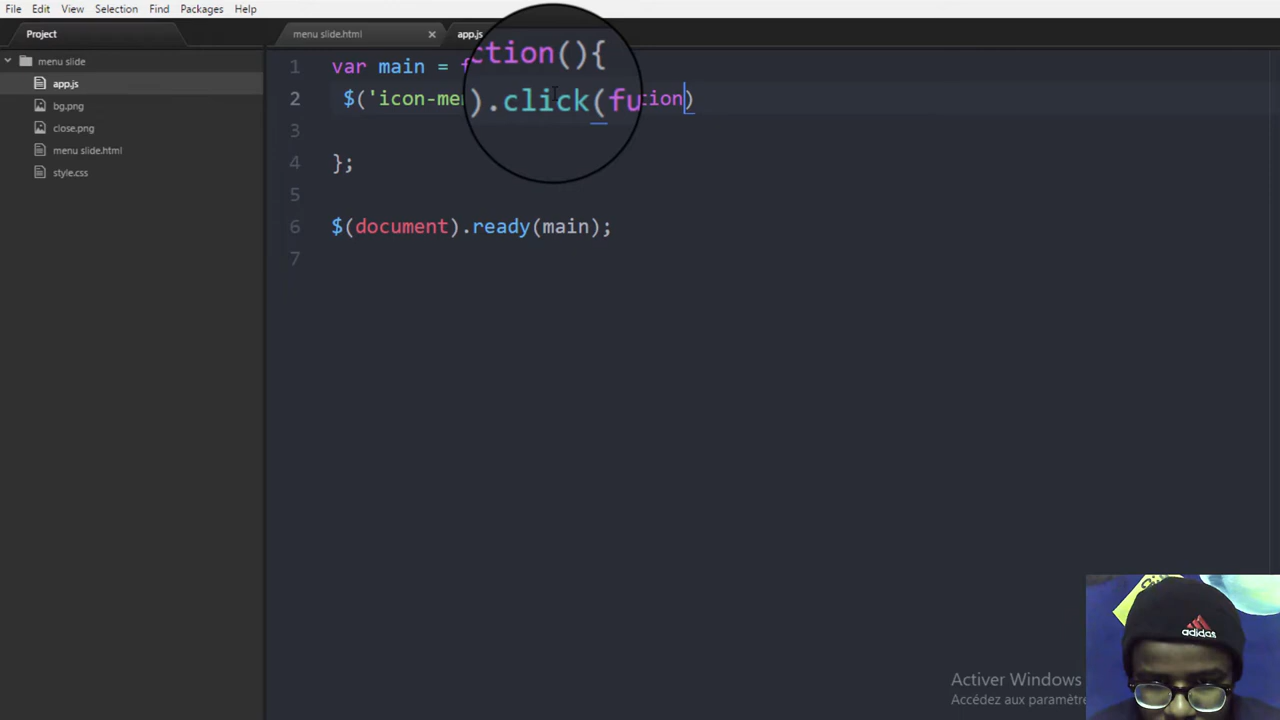 File Edit View Selection Find Packages Help
Project
menu slide.html
app.js
menu slide
app.js
bg.png
close.png
menu slide.html
style.css
1 var main = ction(){
2 $('icon-me ).click(fu tion)
3
4 };
5
6 $(document).ready(main);
7
Activer Windows
Accédez aux
adidas